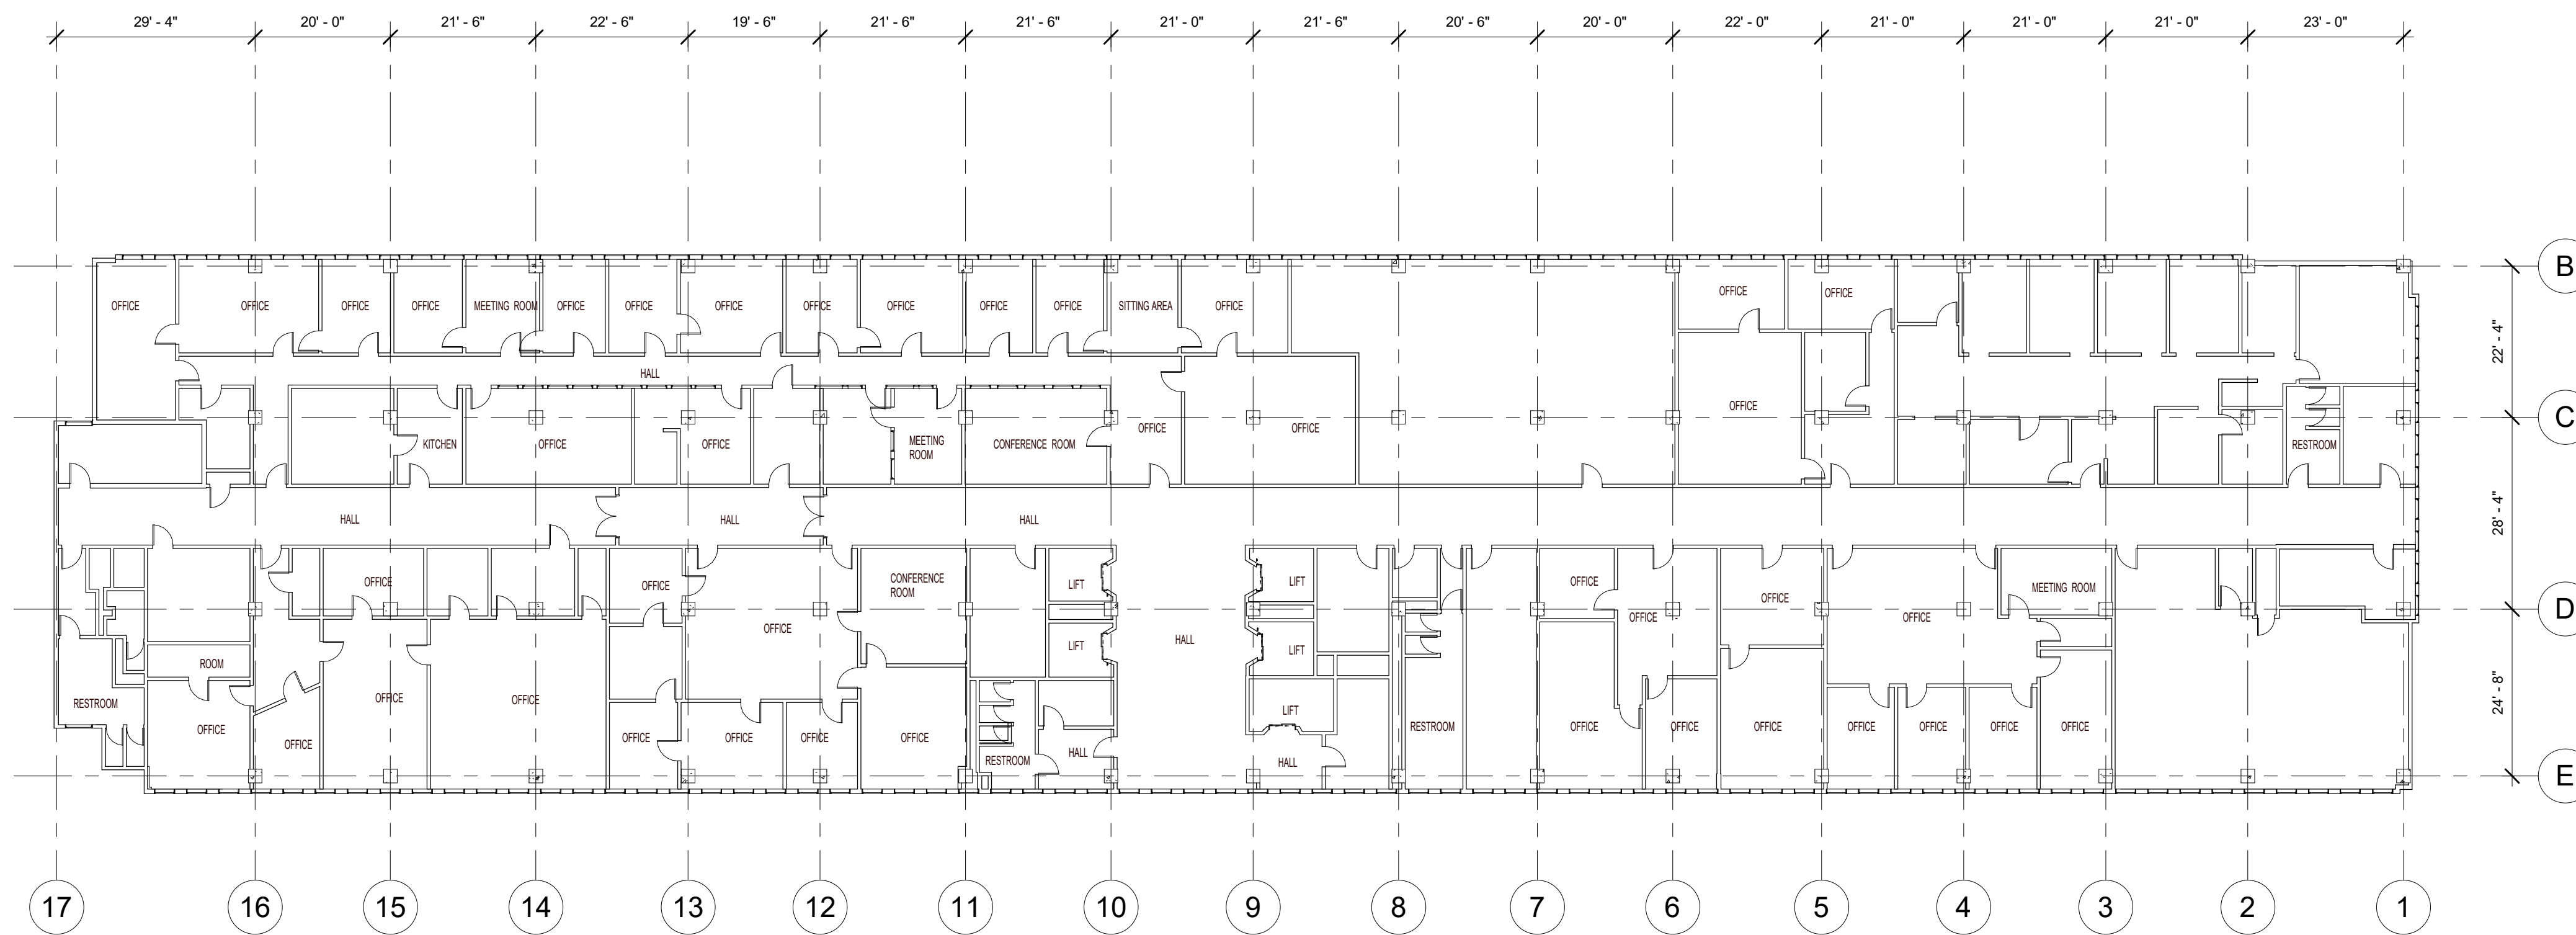 29' - 4"
20' - 0"
21' - 6"
22' - 6"
19' - 6"
21' - 6"
21' - 6"
21' - 0"
21' - 6"
20' - 6"
20' - 0"
22' - 0"
21' - 0"
21' - 0"
21' - 0"
23' - 0"
B
OFFICE
OFFICE
OFFICE
OFFICE
MEETING ROOM
OFFICE
OFFICE
OFFICE
OFFICE
OFFICE
OFFICE
OFFICE
SITTING AREA
OFFICE
OFFICE
OFFICE
22' - 4"
HALL
OFFICE
C
KITCHEN
OFFICE
OFFICE
MEETING
ROOM
CONFERENCE ROOM
OFFICE
OFFICE
RESTROOM
HALL
HALL
HALL
28' - 4"
OFFICE
OFFICE
CONFERENCE
ROOM
LIFT
LIFT
OFFICE
OFFICE
MEETING ROOM
D
OFFICE
OFFICE
OFFICE
HALL
LIFT
LIFT
ROOM
RESTROOM
OFFICE
OFFICE
LIFT
24' - 8"
OFFICE
OFFICE
OFFICE
OFFICE
OFFICE
OFFICE
RESTROOM
HALL
HALL
RESTROOM
OFFICE
OFFICE
OFFICE
OFFICE
OFFICE
OFFICE
OFFICE
OFFICE
E
17
16
15
14
13
12
11
10
9
8
7
6
5
4
3
2
1